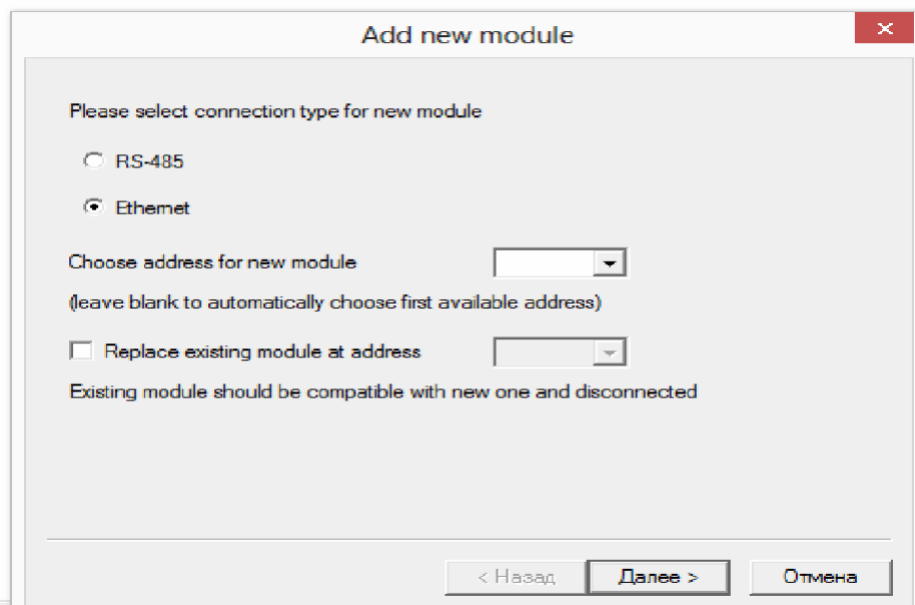 Add new module
Please select connection type for new module
RS-485
Ethernet
Choose address for new module
(leave blank to automatically choose first available address)
Replace existing module at address
Existing module should be compatible with new one and disconnected
< Назад Далее > Отмена